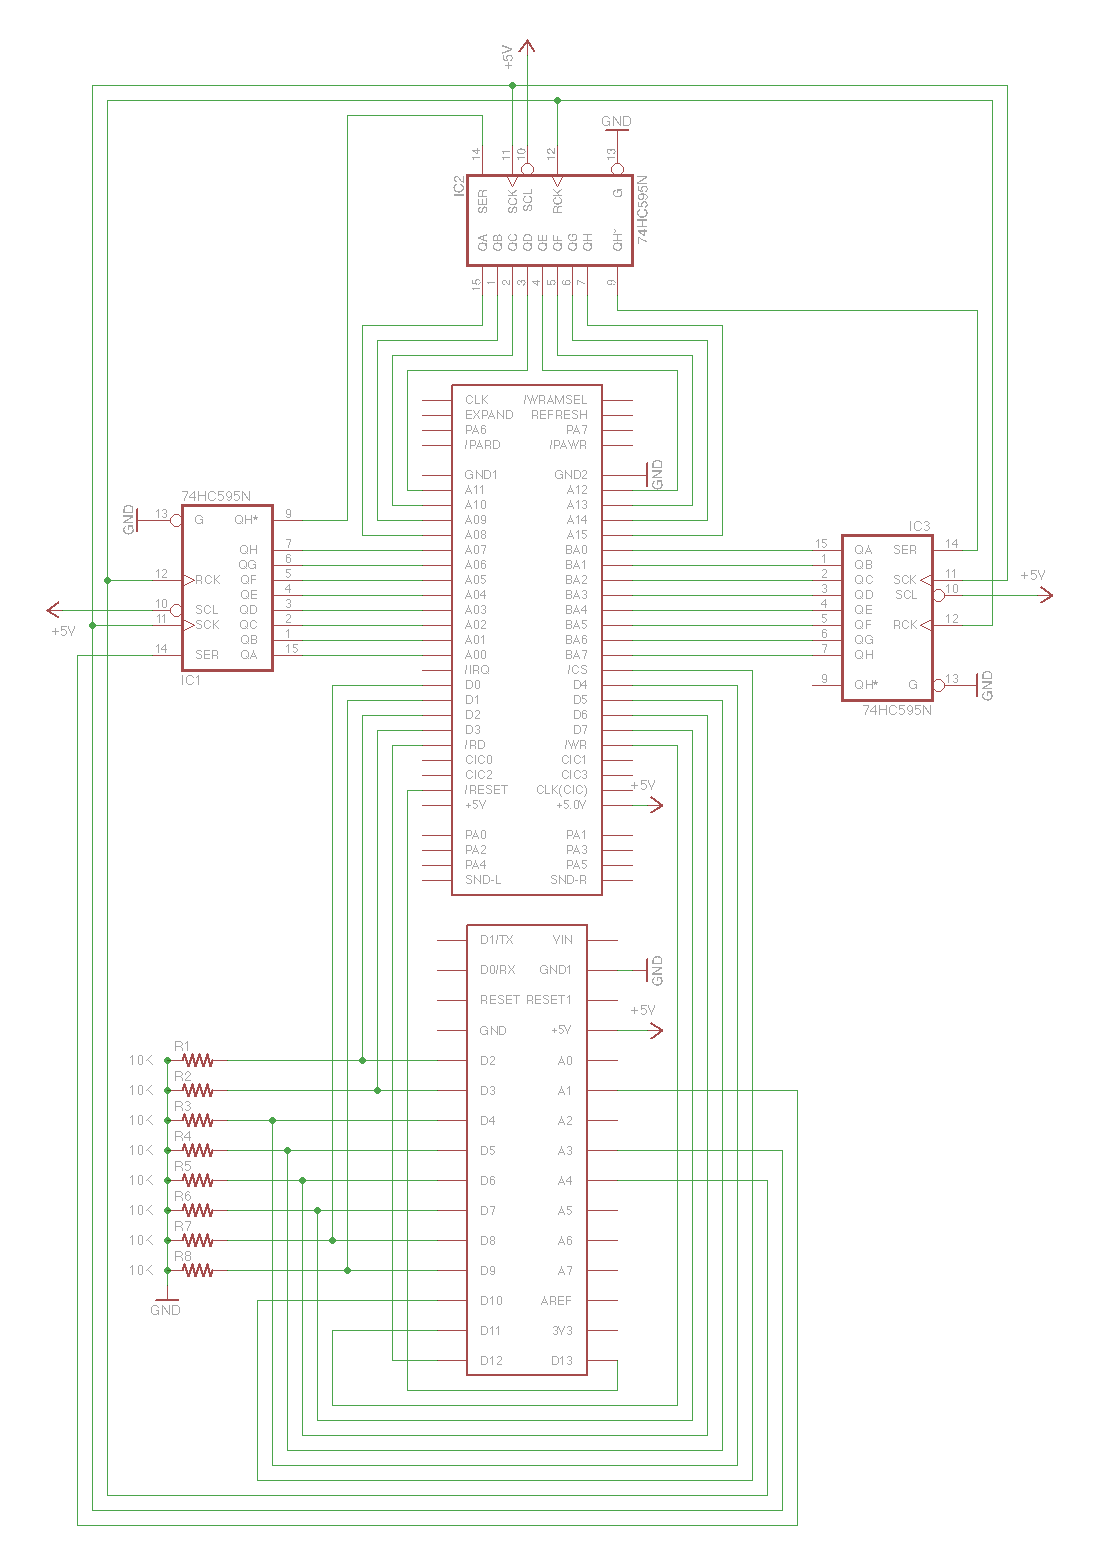 +5V
GND
14
11
10
12
13
IC2
SER
SCK
SCL
RCK
G
74HC595N
QA
QB
QC
QD
QE
QF
QG
QH
QH*
15
1
2
3
4
5
6
7
9
CLK /WRAMSEL
EXPAND REFRESH
PA6 PA7
/PARD /PAWR
GND1 GND2
GND
A11 A12
A10 A13
A09 A14
A08 A15
A07 BA0
A06 BA1
A05 BA2
A04 BA3
A03 BA4
A02 BA5
A01 BA6
A00 BA7
/IRQ /CS
D0 D4
D1 D5
D2 D6
D3 D7
/RD /WR
CIC0 CIC1
CIC2 CIC3
/RESET CLK(CIC)
+5V
+5V +5.0V
PA0 PA1
PA2 PA3
PA4 PA5
SND-L SND-R
74HC595N
GND
13 G QH* 9
QH 7
QG 6
12 RCK QF 5
QE 4
10 SCL QD 3
+5V
11 SCK QC 2
QB 1
14 SER QA 15
IC1
IC3
15 QA SER 14
1 QB
2 QC SCK 11
+5V
3 QD SCL 10
4 QE
5 QF RCK 12
6 QG
7 QH
9 QH* G 13
GND
74HC595N
D1/TX VIN
D0/RX GND1
GND
RESET RESET1
+5V
GND +5V
R1
10K D2 A0
R2
10K D3 A1
R3
10K D4 A2
R4
10K D5 A3
R5
10K D6 A4
R6
10K D7 A5
R7
10K D8 A6
R8
10K D9 A7
GND
D10 AREF
D11 3V3
D12 D13